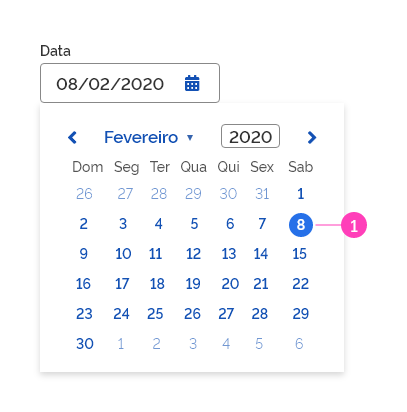 Data
08/02/2020
Fevereiro ▾ 2020
Dom Seg Ter Qua Qui Sex Sab
26 27 28 29 30 31 1
2 3 4 5 6 7 8 1
9 10 11 12 13 14 15
16 17 18 19 20 21 22
23 24 25 26 27 28 29
30 1 2 3 4 5 6